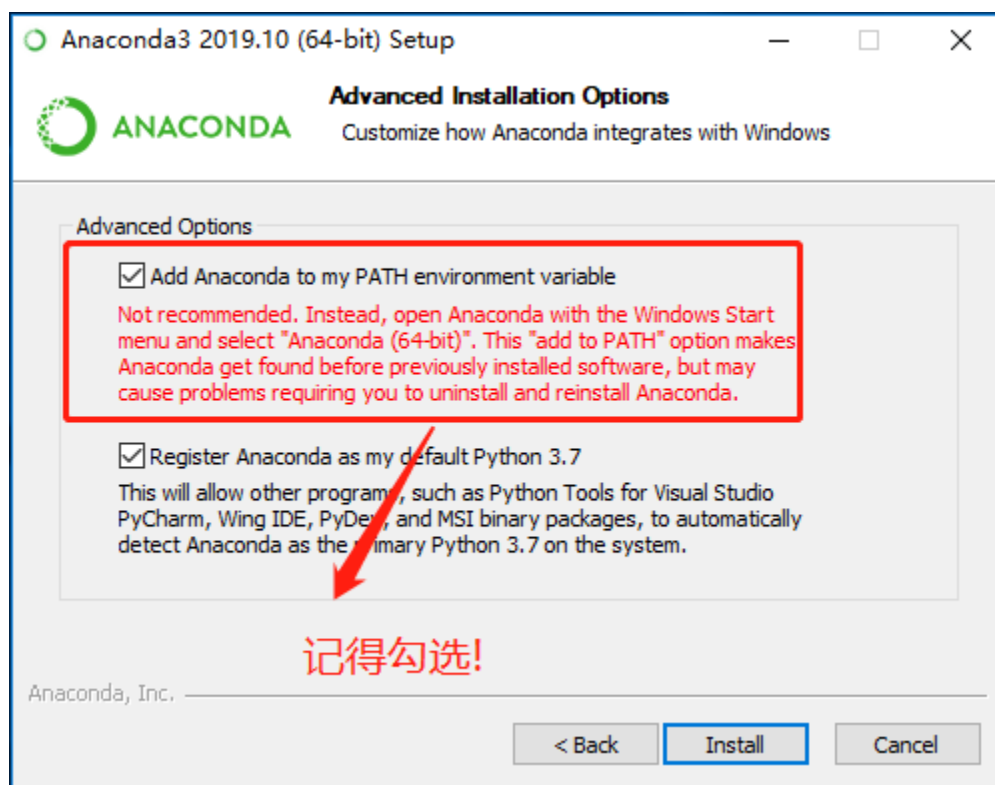 Anaconda3 2019.10 (64-bit) Setup
ANACONDA
Advanced Installation Options
Customize how Anaconda integrates with Windows
Advanced Options
Add Anaconda to my PATH environment variable
Not recommended. Instead, open Anaconda with the Windows Start
menu and select "Anaconda (64-bit)". This "add to PATH" option makes
Anaconda get found before previously installed software, but may
cause problems requiring you to uninstall and reinstall Anaconda.
Register Anaconda as my default Python 3.7
This will allow other programs, such as Python Tools for Visual Studio
PyCharm, Wing IDE, PyDev, and MSI binary packages, to automatically
detect Anaconda as the primary Python 3.7 on the system.
记得勾选!
Anaconda, Inc.
< Back
Install
Cancel